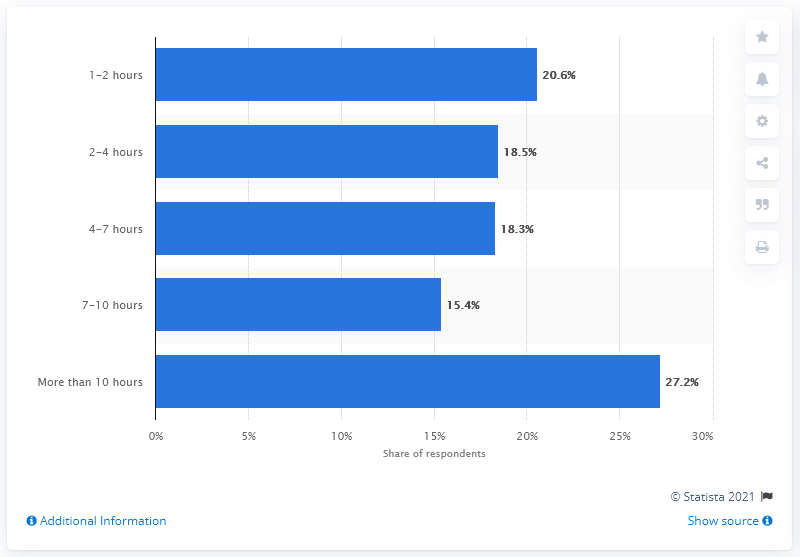 1–2 hours
20.6%
2–4 hours
18.5%
4–7 hours
18.3%
7–10 hours
15.4%
More than 10 hours
27.2%
0%
5%
10%
15%
20%
25%
30%
Share of respondents
© Statista 2021
Additional Information
Show source